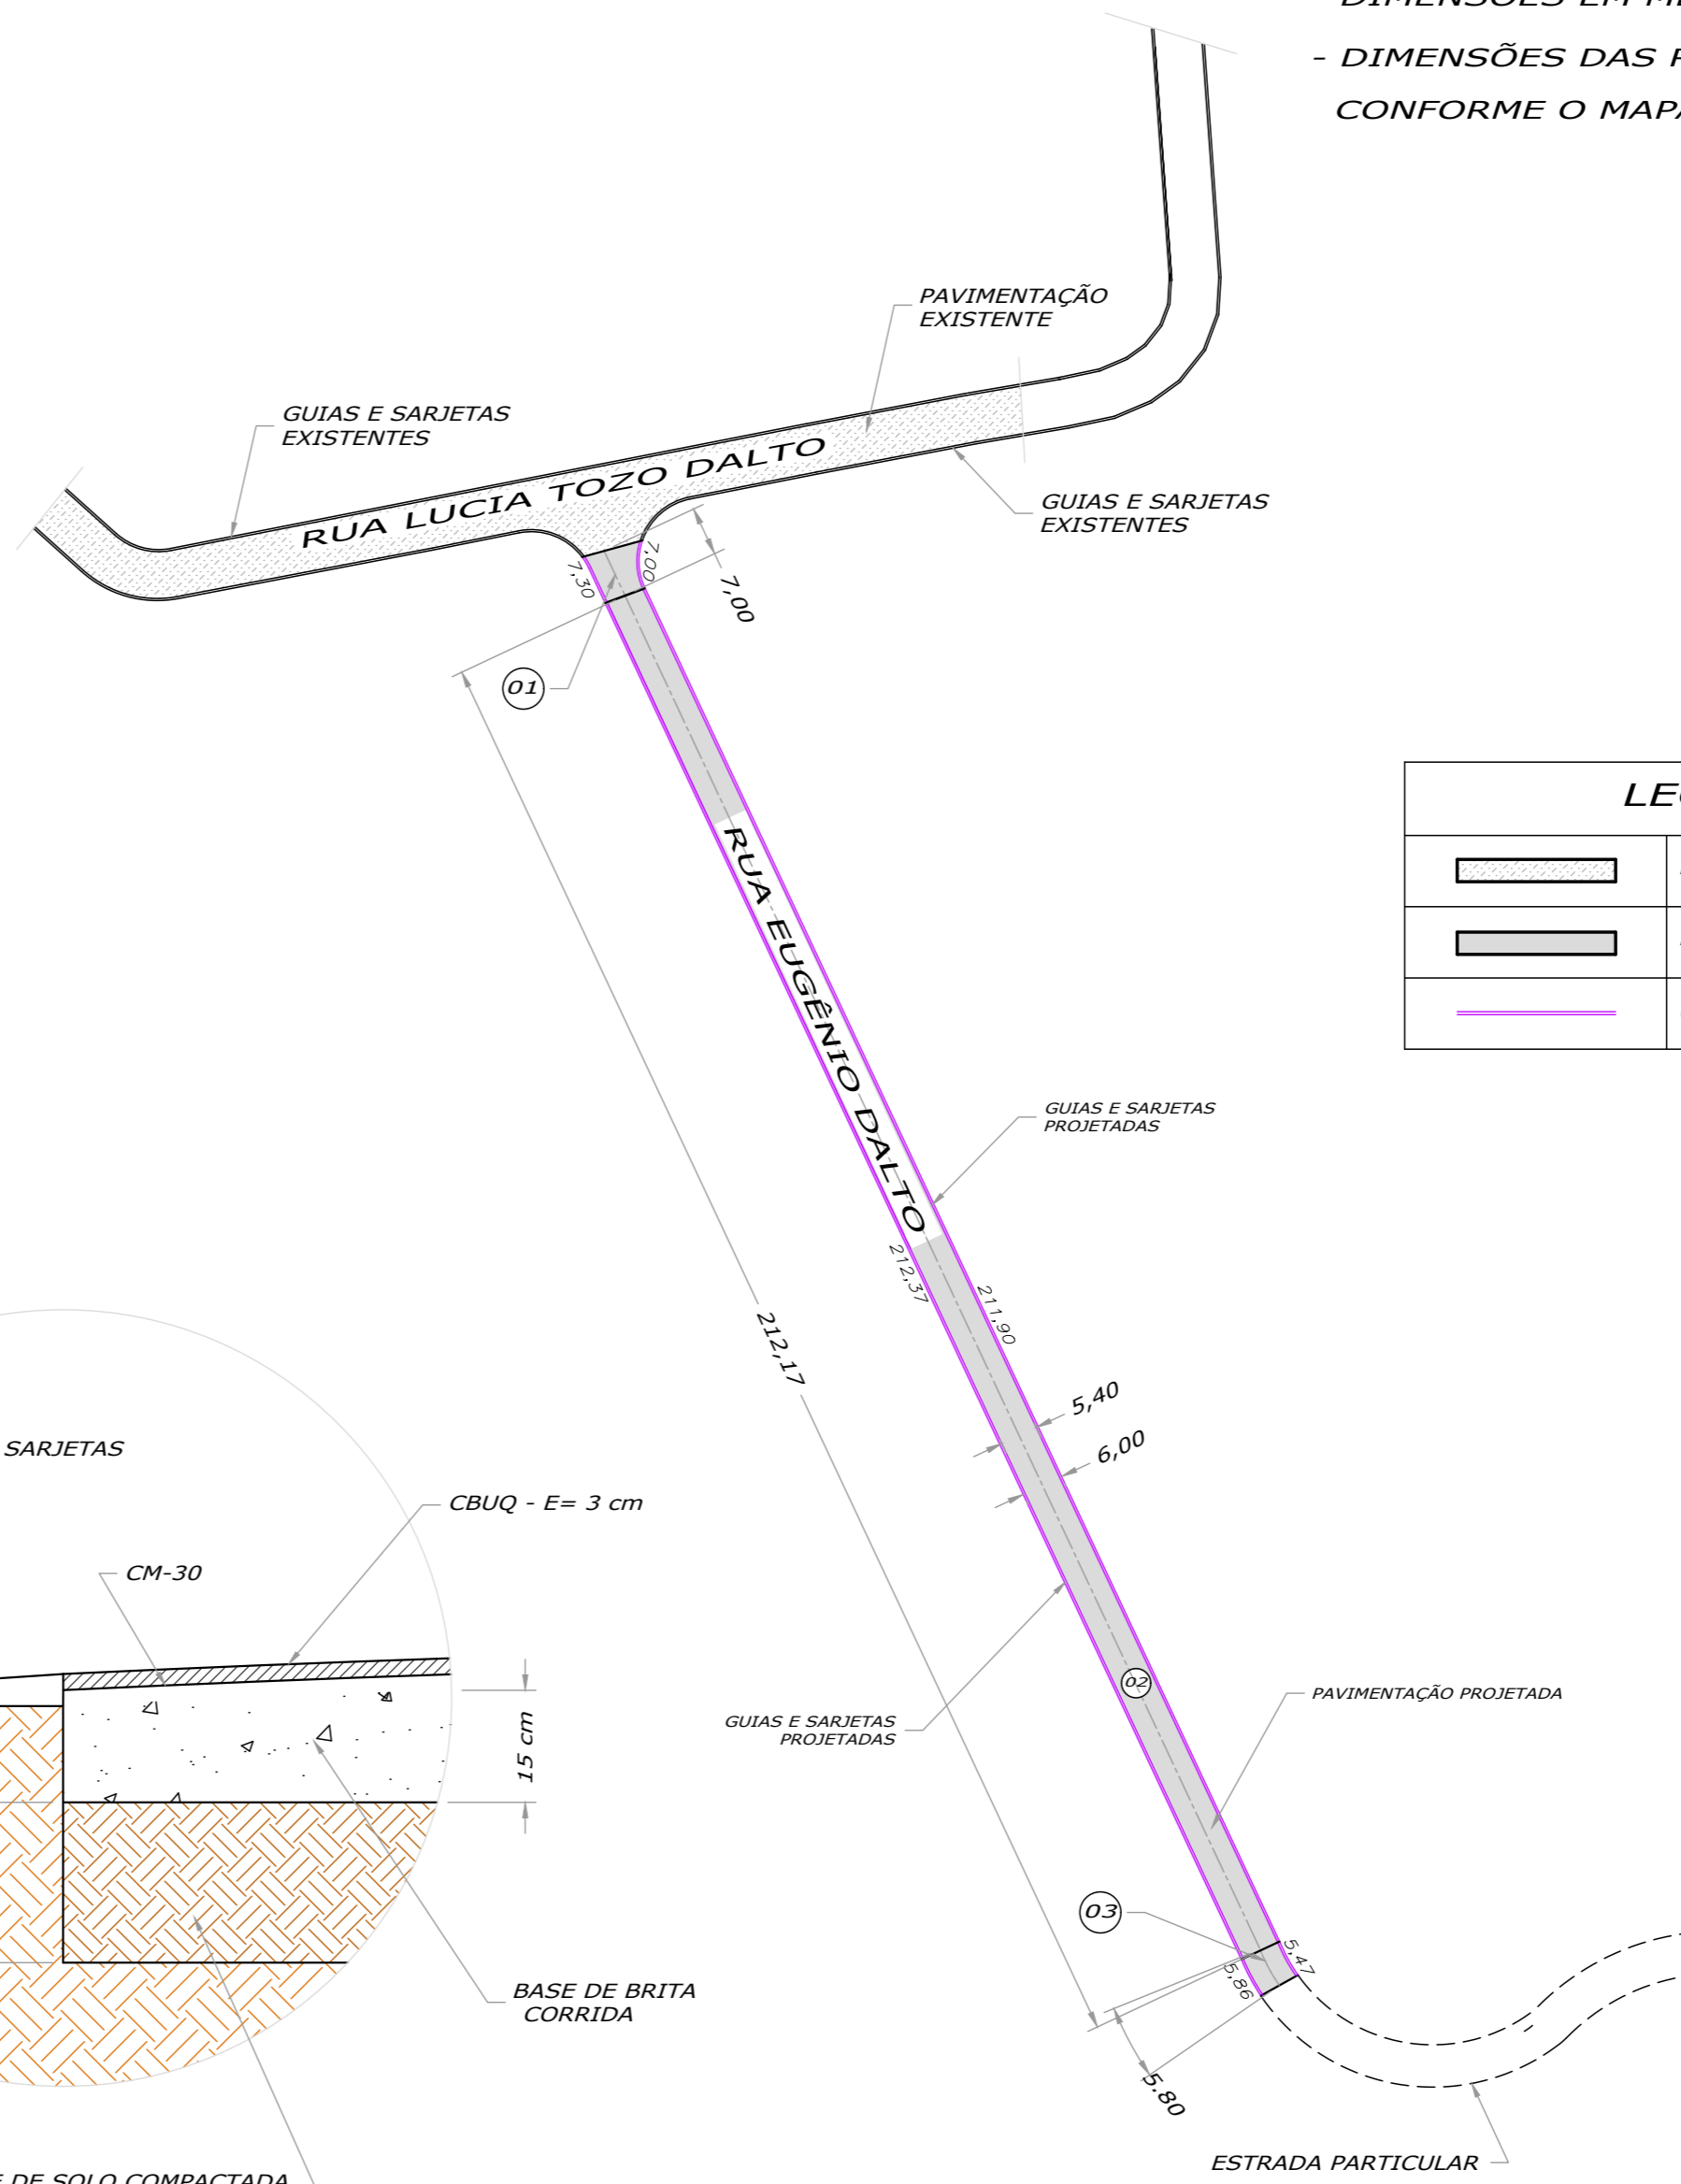 - DIMENSÕES DAS
CONFORME O MAPA
PAVIMENTAÇÃO
EXISTENTE
GUIAS E SARJETAS
EXISTENTES
RUA LUCIA TOZO DALTO
GUIAS E SARJETAS
EXISTENTES
7,30
7,00
7,00
01
RUA EUGÊNIO DALTO
GUIAS E SARJETAS
PROJETADAS
212,37
211,90
212,17
5,40
6,00
SARJETAS
CBUQ - E= 3 cm
CM-30
15 cm
02
PAVIMENTAÇÃO PROJETADA
GUIAS E SARJETAS
PROJETADAS
03
5,47
5,86
5.80
BASE DE BRITA
CORRIDA
DE SOLO COMPACTADA
ESTRADA PARTICULAR